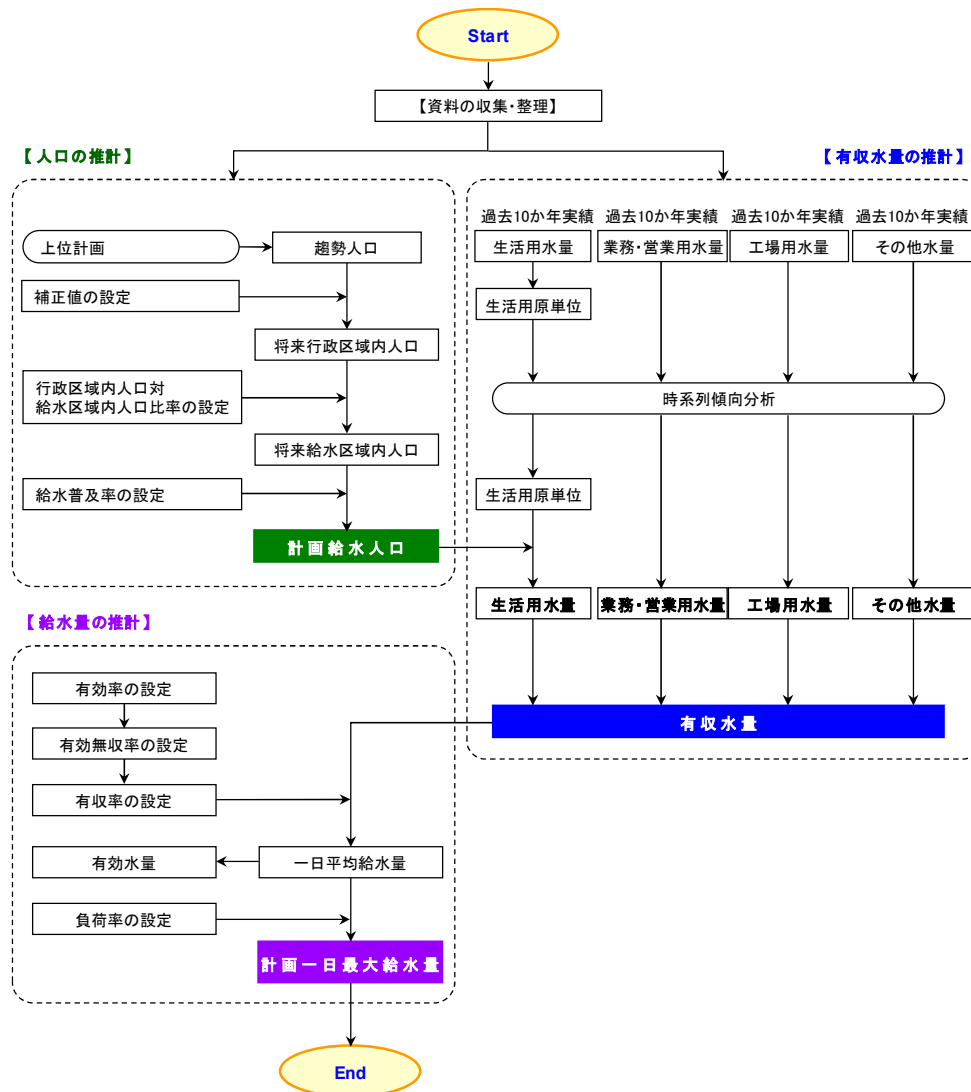 Start
【資料の収集・整理】
【人口の推計】
上位計画
趨勢人口
補正値の設定
将来行政区域内人口
行政区域内人口対
給水区域内人口比率の設定
将来給水区域内人口
給水普及率の設定
計画給水人口
【有収水量の推計】
過去10か年実績 過去10か年実績 過去10か年実績 過去10か年実績
生活用水量 業務・営業用水量 工場用水量 その他水量
生活用原単位
時系列傾向分析
生活用原単位
生活用水量 業務・営業用水量 工場用水量 その他水量
有収水量
【給水量の推計】
有効率の設定
有効無収率の設定
有収率の設定
有効水量
一日平均給水量
負荷率の設定
計画一日最大給水量
End